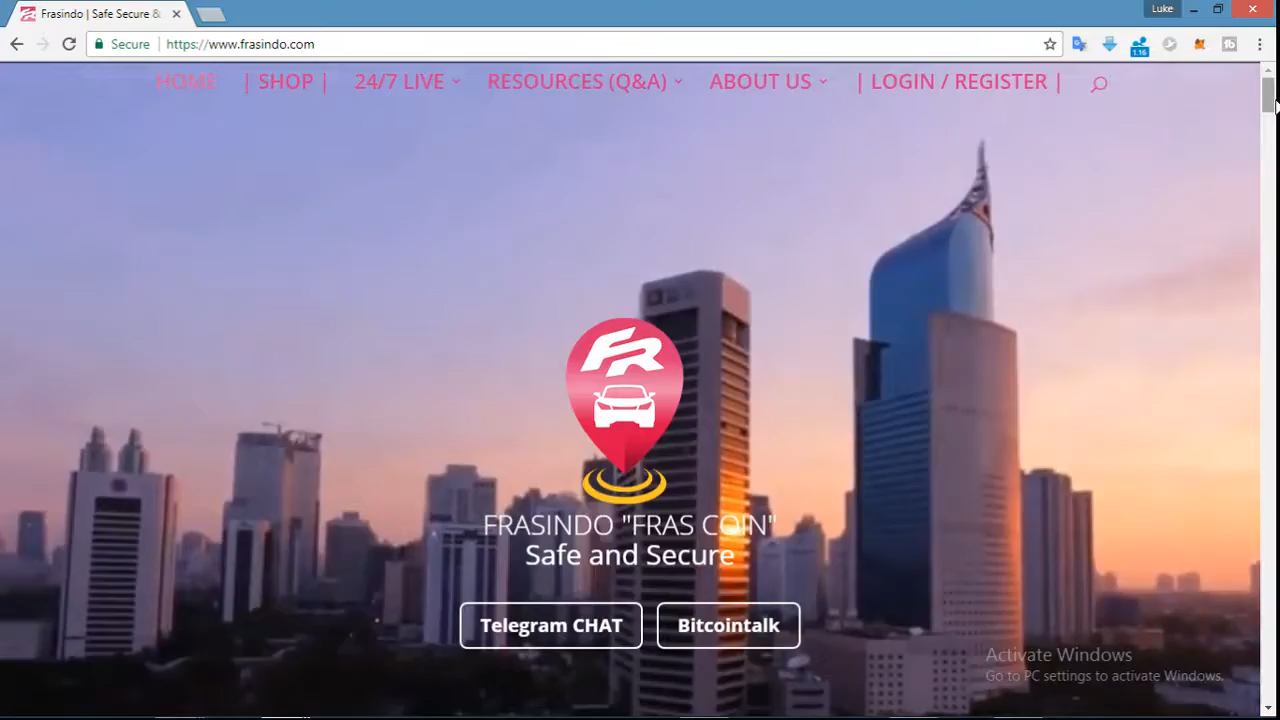 Frasindo | Safe Secure &
Luke
Secure
https://www.frasindo.com
1.16
HOME | SHOP | 24/7 LIVE RESOURCES (Q&A) ABOUT US | LOGIN / REGISTER |
FR
FRASINDO "FRAS COIN"
Safe and Secure
Telegram CHAT
Bitcointalk
Activate Windows
Go to PC settings to activate Windows.